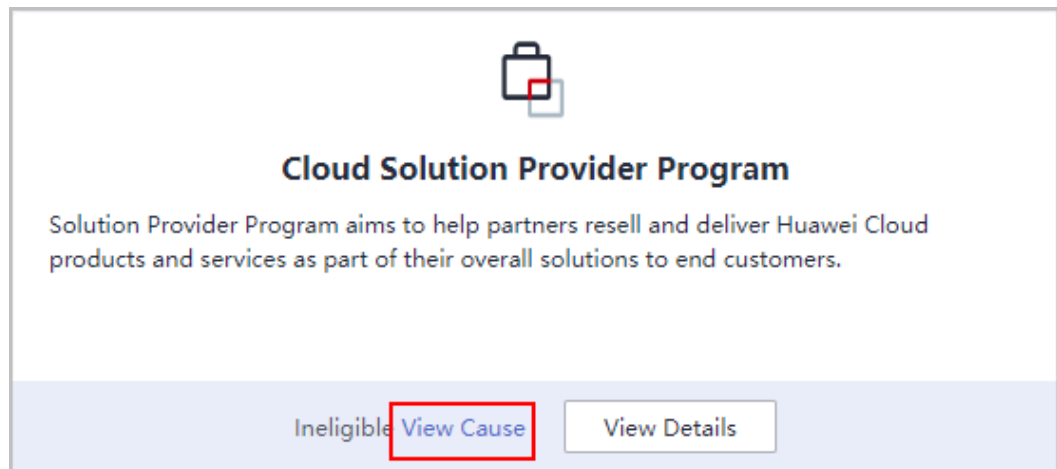 Cloud Solution Provider Program
Solution Provider Program aims to help partners resell and deliver Huawei Cloud
products and services as part of their overall solutions to end customers.
Ineligible View Cause View Details